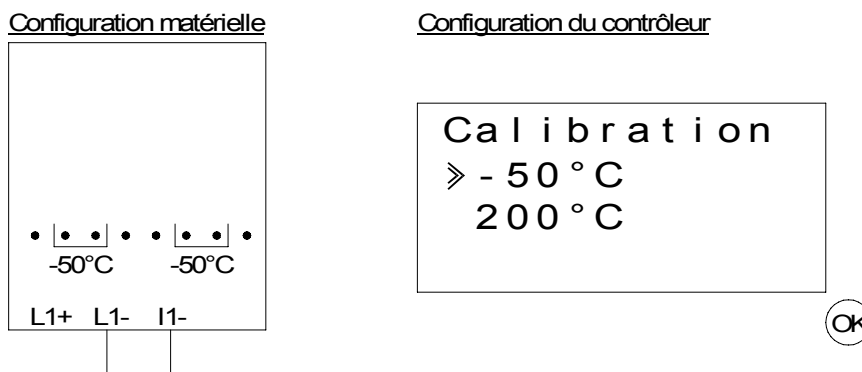 Configuration matérielle
Configuration du contrôleur
Calibration
-50°C
200°C
-50°C -50°C
L1+ L1- I1-
OK